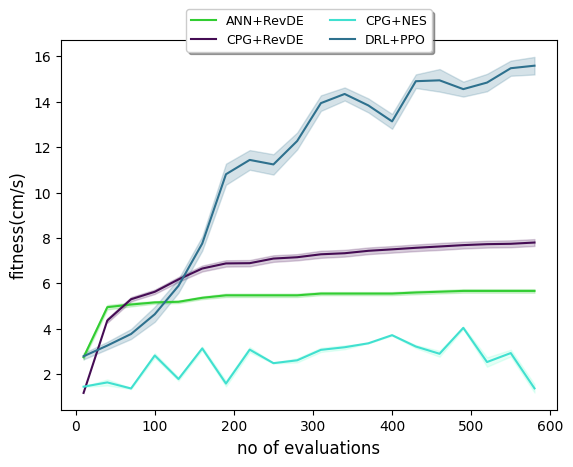 ANN+RevDE CPG+NES
CPG+RevDE DRL+PPO
16
14
12
10
8
6
4
2
fitness(cm/s)
0 100 200 300 400 500 600
no of evaluations